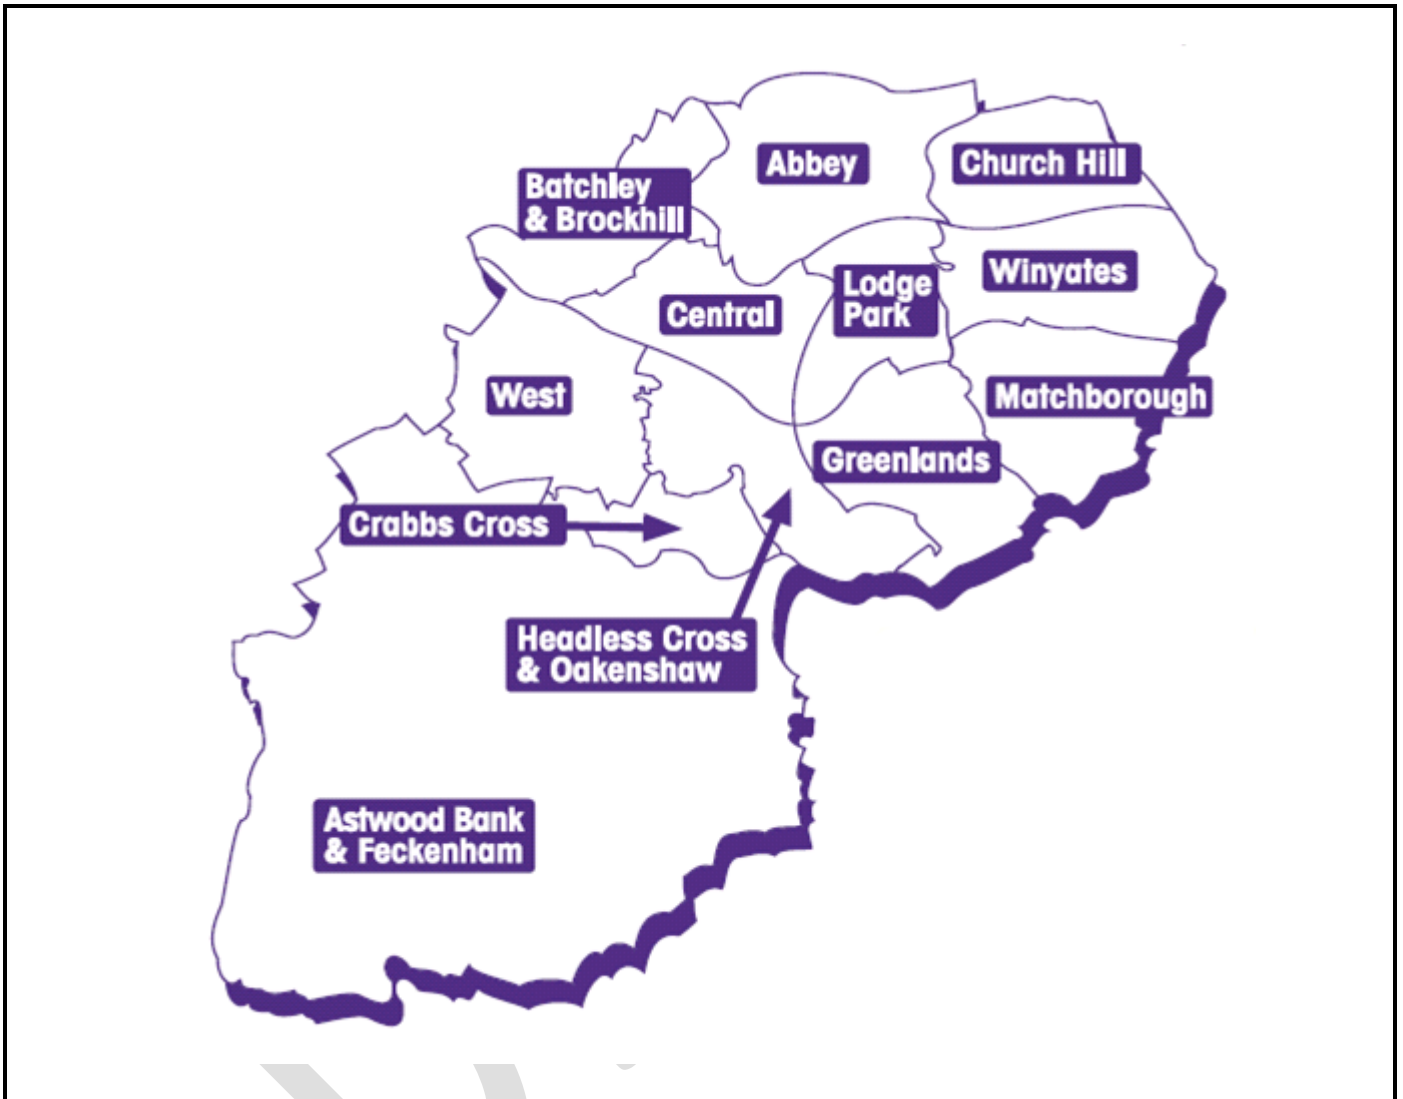 Abbey
Church Hill
Batchley
& Brockhill
Winyates
Lodge
Park
Central
West
Matchborough
Greenlands
Crabbs Cross
Headless Cross
& Oakenshaw
Astwood Bank
& Feckenham